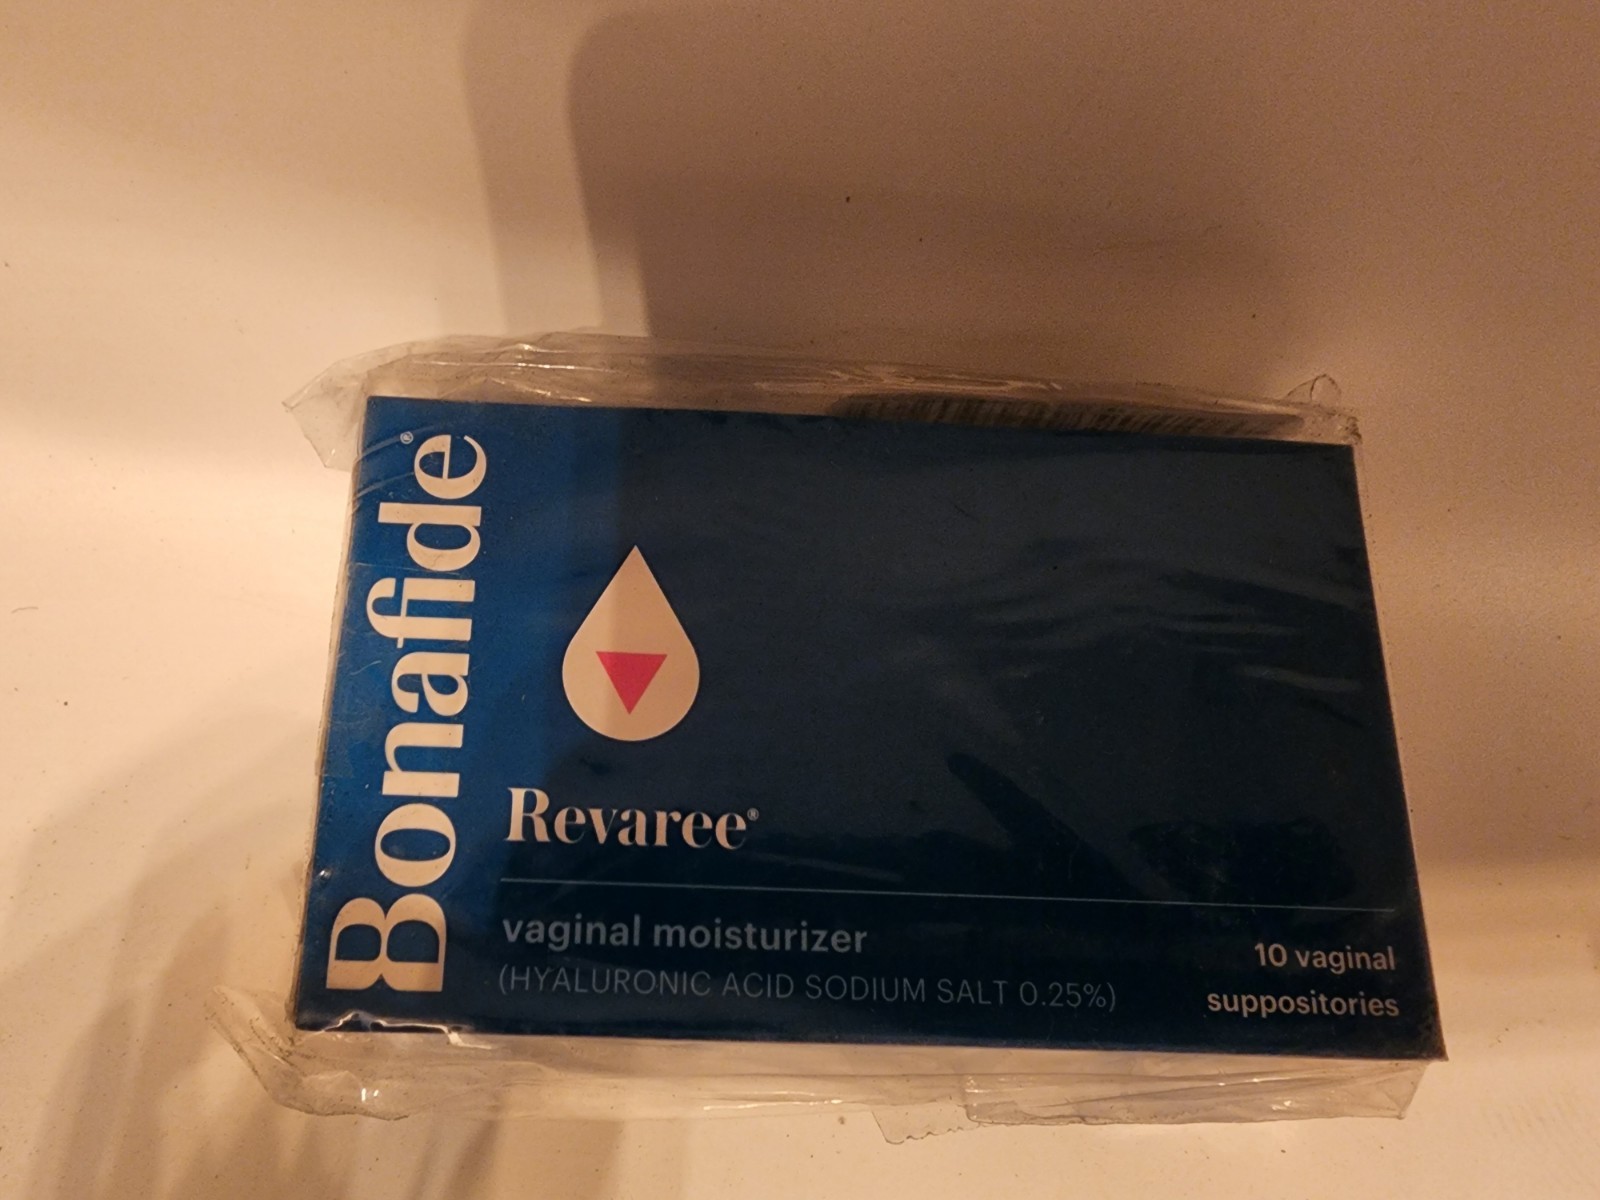 Bonafide®
Revaree®
vaginal moisturizer
(HYALURONIC ACID SODIUM SALT 0.25%)
10 vaginal
suppositories